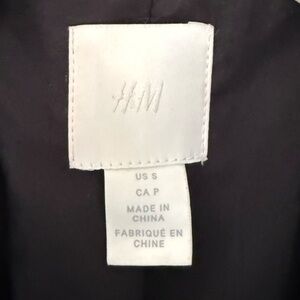 H&M
US S
CA P
MADE IN
CHINA
FABRIQUÉ EN
CHINE